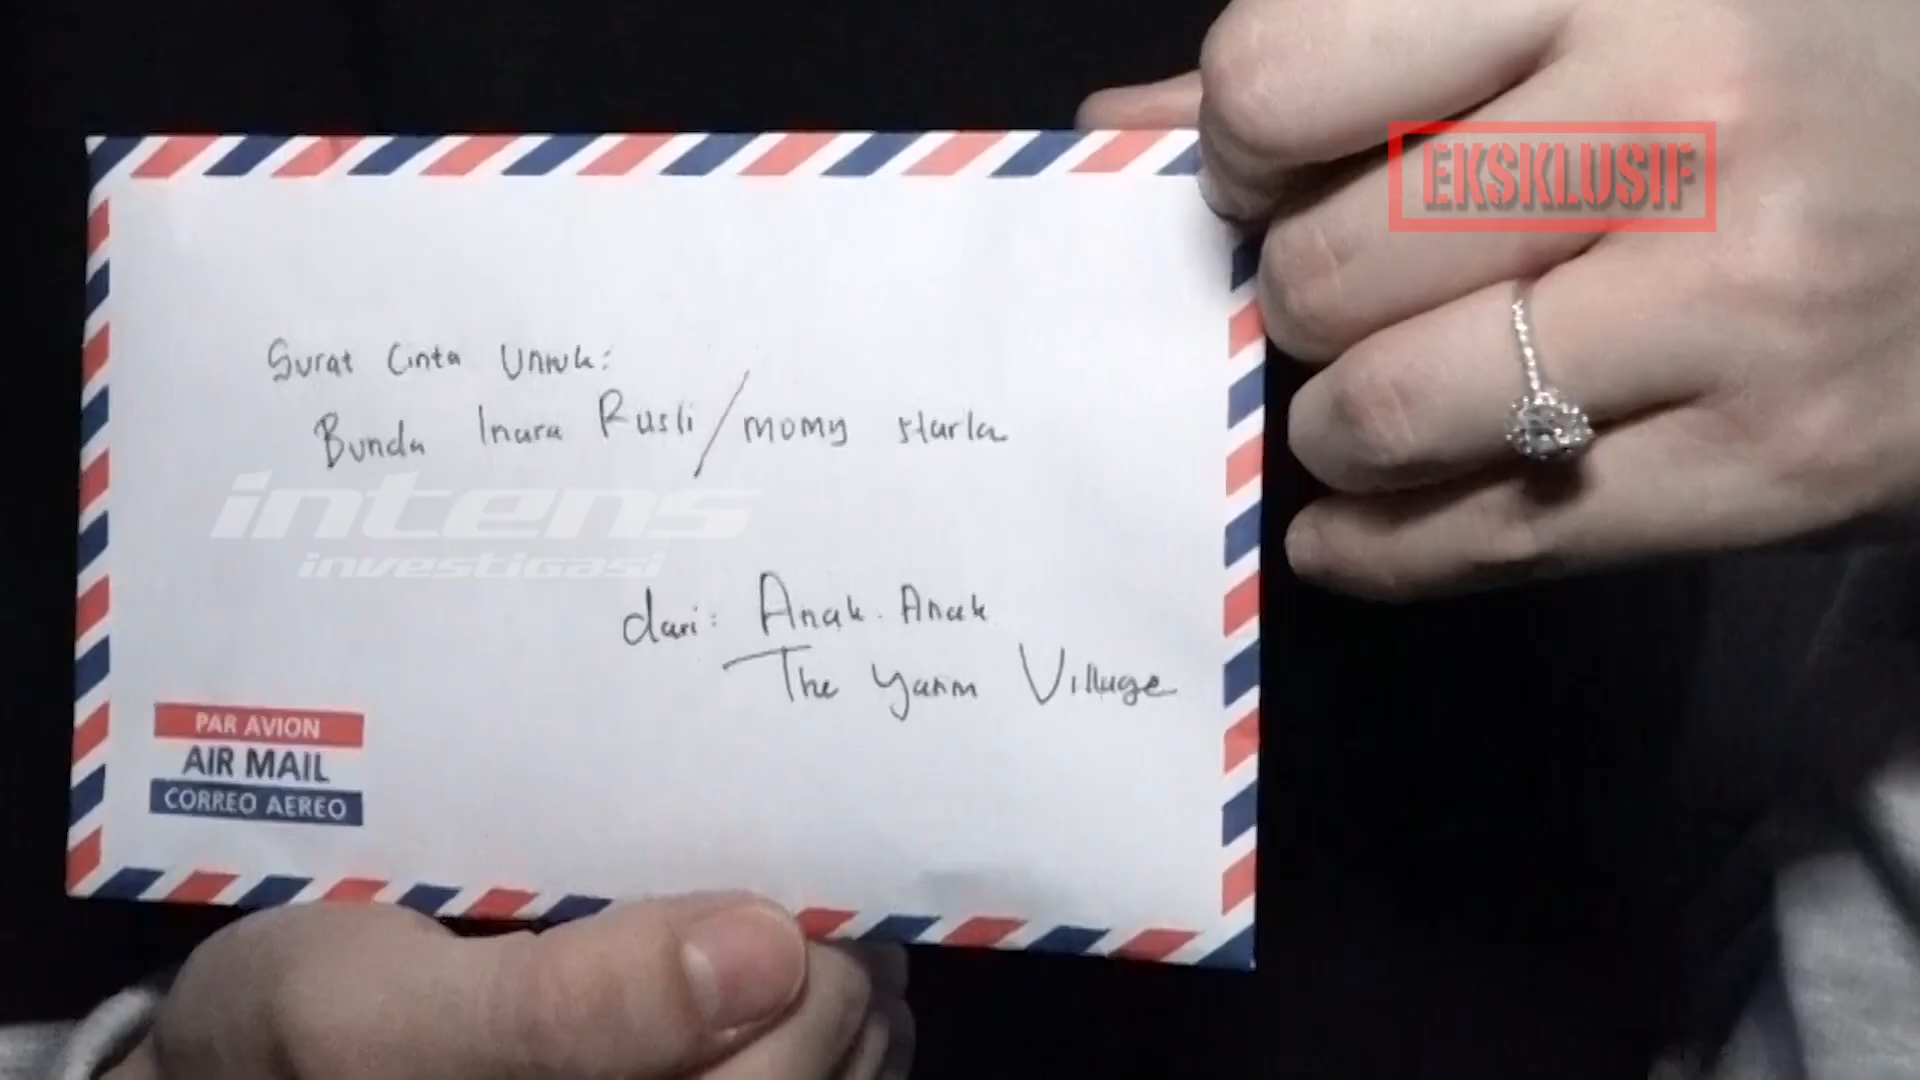 EKSKLUSIF
Surat Cinta Untuk:
Bunda Inara Rusli / momy starla
intens
investigasi
dari: Anak-Anak
The Yanm Village
PAR AVION
AIR MAIL
CORREO AEREO